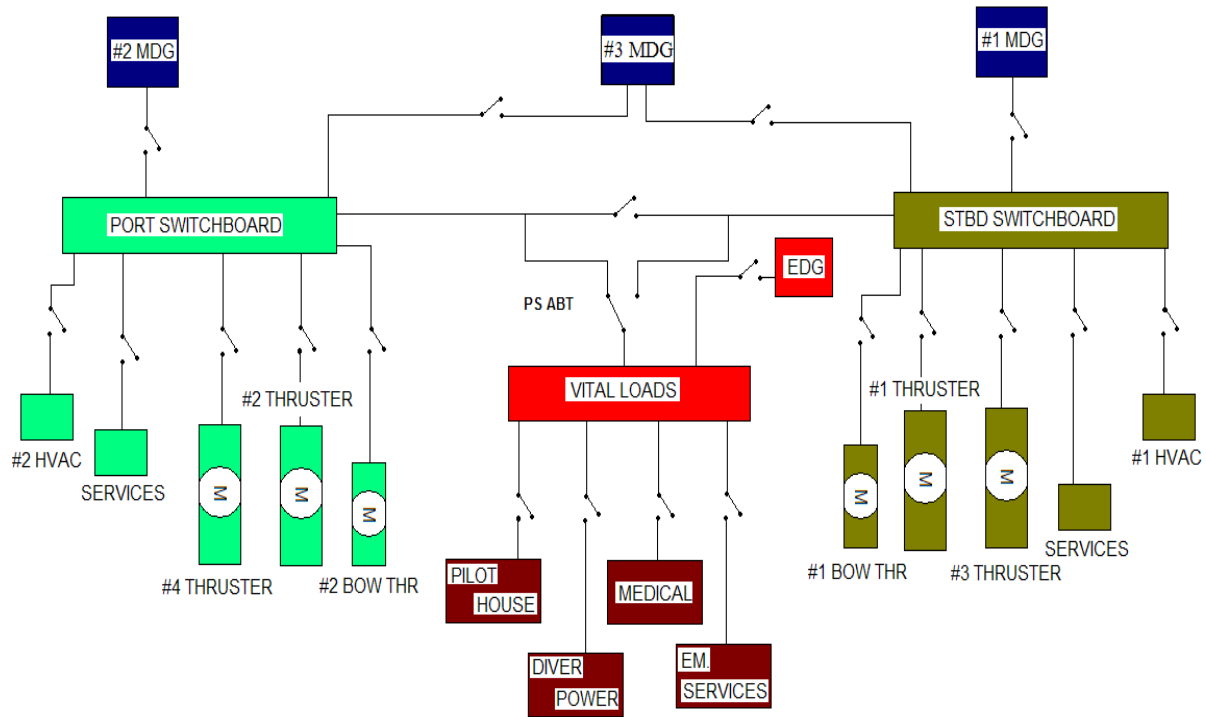 #2 MDG
#3 MDG
#1 MDG
PORT SWITCHBOARD
STBD SWITCHBOARD
EDG
PS ABT
VITAL LOADS
#2 THRUSTER
#1 THRUSTER
#2 HVAC
#1 HVAC
SERVICES
M
M
M
M
M
M
SERVICES
#4 THRUSTER
#2 BOW THR
#1 BOW THR
#3 THRUSTER
PILOT
HOUSE
MEDICAL
DIVER
POWER
EM.
SERVICES